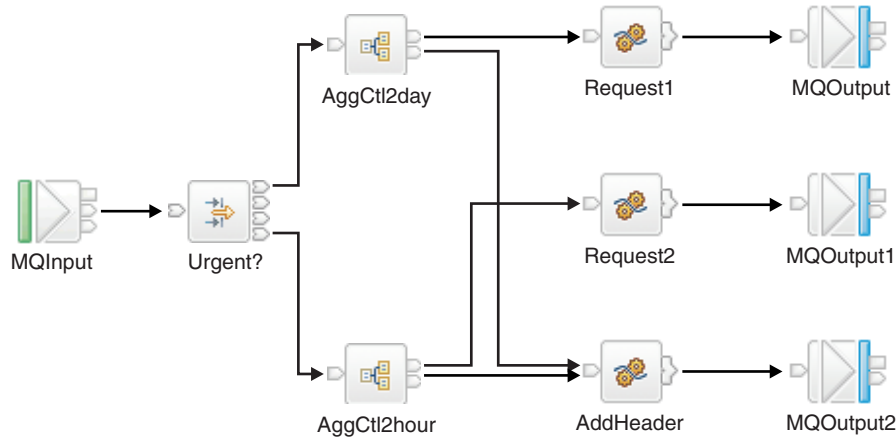 AggCtl2day
Request1
MQOutput
MQInput
Urgent?
Request2
MQOutput1
AggCtl2hour
AddHeader
MQOutput2